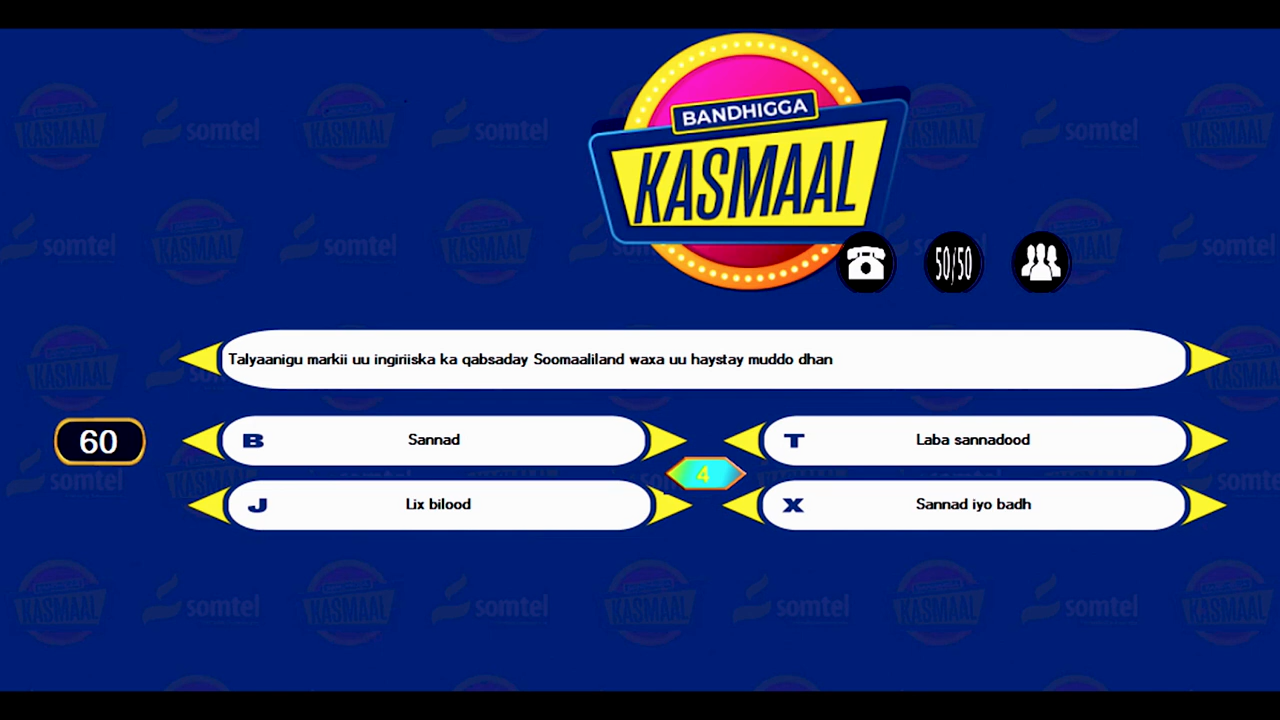 BANDHIGGA
KASMAAL
50/50
Talyaanigu markii uu ingiriiska ka qabsaday Soomaaliland waxa uu haystay muddo dhan
60
B Sannad
T Laba sannadood
4
J Lix bilood
X Sannad iyo badh
somtel